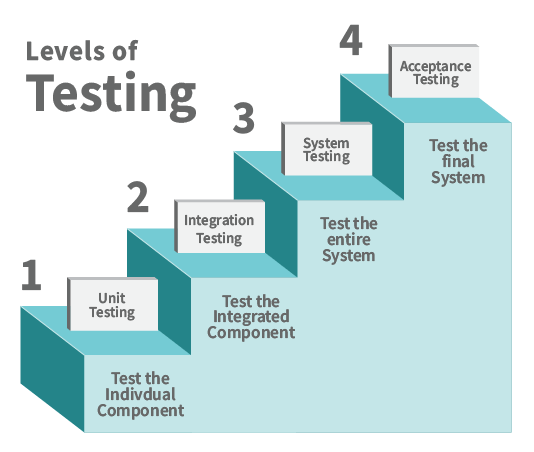 Levels of
Testing
1
Unit
Testing
Test the
Indivdual
Component
2
Integration
Testing
Test the
Integrated
Component
3
System
Testing
Test the
entire
System
4
Acceptance
Testing
Test the
final
System